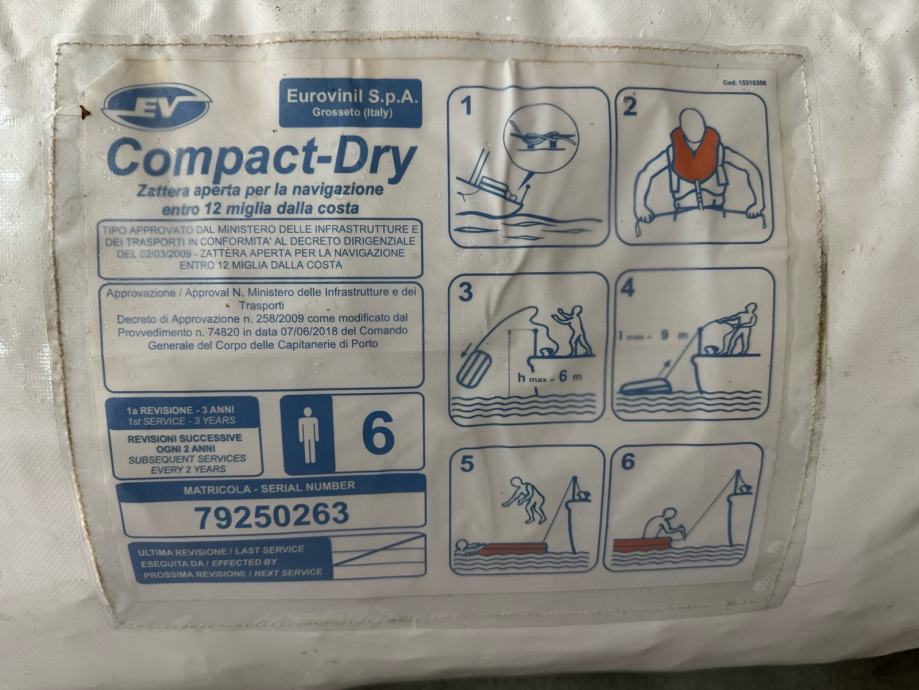 EV
Eurovinil S.p.A.
Grosseto (Italy)
Compact-Dry
Zattera aperta per la navigazione
entro 12 miglia dalla costa
TIPO APPROVATO DAL MINISTERO DELLE INFRASTRUTTURE E
DEI TRASPORTI IN CONFORMITA' AL DECRETO DIRIGENZIALE
DEL 02/03/2009 - ZATTERA APERTA PER LA NAVIGAZIONE
ENTRO 12 MIGLIA DALLA COSTA
Approvazione / Approval N. Ministero delle Infrastrutture e dei
Trasporti
Decreto di Approvazione n. 258/2009 come modificato dal
Provvedimento n. 74820 in data 07/06/2018 del Comando
Generale del Corpo delle Capitanerie di Porto
1a REVISIONE - 3 ANNI
1st SERVICE - 3 YEARS
REVISIONI SUCCESSIVE
OGNI 2 ANNI
SUBSEQUENT SERVICES
EVERY 2 YEARS
6
MATRICOLA - SERIAL NUMBER
79250263
ULTIMA REVISIONE / LAST SERVICE
ESEGUITA DA / EFFECTED BY
PROSSIMA REVISIONE / NEXT SERVICE
Cod. 15310356
1
2
3
h max = 6 m
4
l max = 9 m
5
6